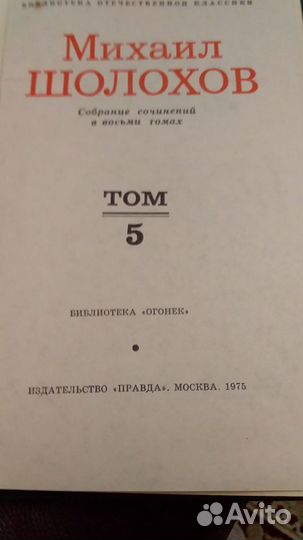 БИБЛИОТЕКА ОТЕЧЕСТВЕННОЙ КЛАССИКИ
Михаил
ШОЛОХОВ
Собрание сочинений
в восьми томах
ТОМ
5
БИБЛИОТЕКА «ОГОНЕК»
ИЗДАТЕЛЬСТВО «ПРАВДА». МОСКВА. 1975
Avito